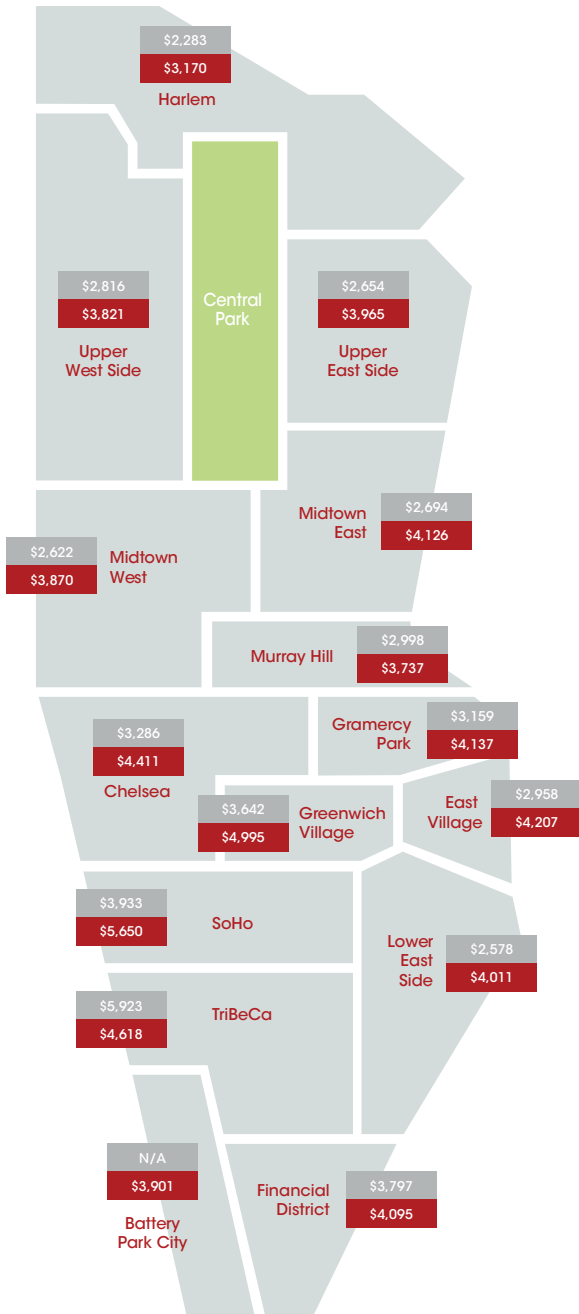 $2,283
$3,170
Harlem
$2,816
$3,821
Upper
West Side
Central
Park
$2,654
$3,965
Upper
East Side
Midtown
East
$2,694
$4,126
$2,622
$3,870
Midtown
West
Murray Hill
$2,998
$3,737
$3,286
$4,411
Chelsea
Gramercy
Park
$3,159
$4,137
$3,642
$4,995
Greenwich
Village
East
Village
$2,958
$4,207
$3,933
$5,650
SoHo
Lower
East
Side
$2,578
$4,011
$5,923
$4,618
TriBeCa
N/A
$3,901
Battery
Park City
Financial
District
$3,797
$4,095